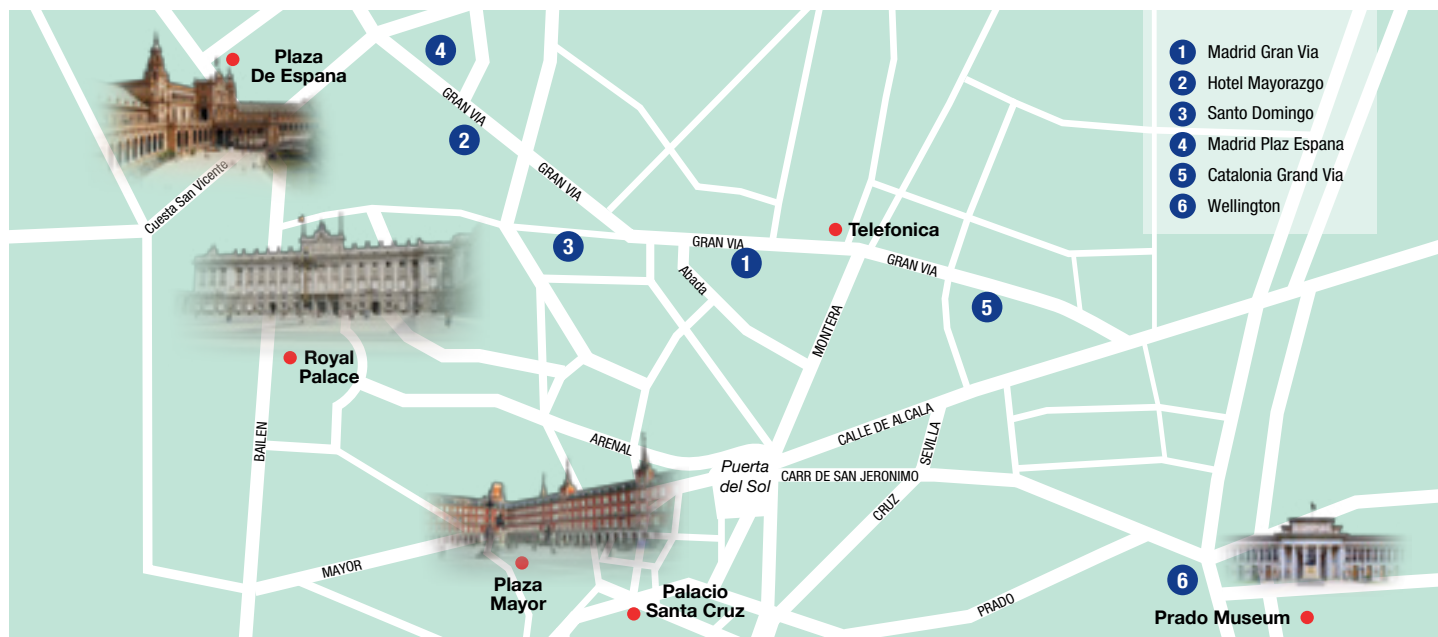 4
Plaza
De Espana
GRAN VIA
2
GRAN VIA
Cuesta San Vicente
3
GRAN VIA
1
Abada
Telefonica
GRAN VIA
5
MONTERA
Royal
Palace
BAILEN
ARENAL
Puerta
del Sol
CALLE DE ALCALA
SEVILLA
CARR DE SAN JERONIMO
CRUZ
MAYOR
Plaza
Mayor
Palacio
Santa Cruz
PRADO
6
Prado Museum
1 Madrid Gran Via
2 Hotel Mayorazgo
3 Santo Domingo
4 Madrid Plaz Espana
5 Catalonia Grand Via
6 Wellington